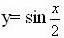 y= sin x/2